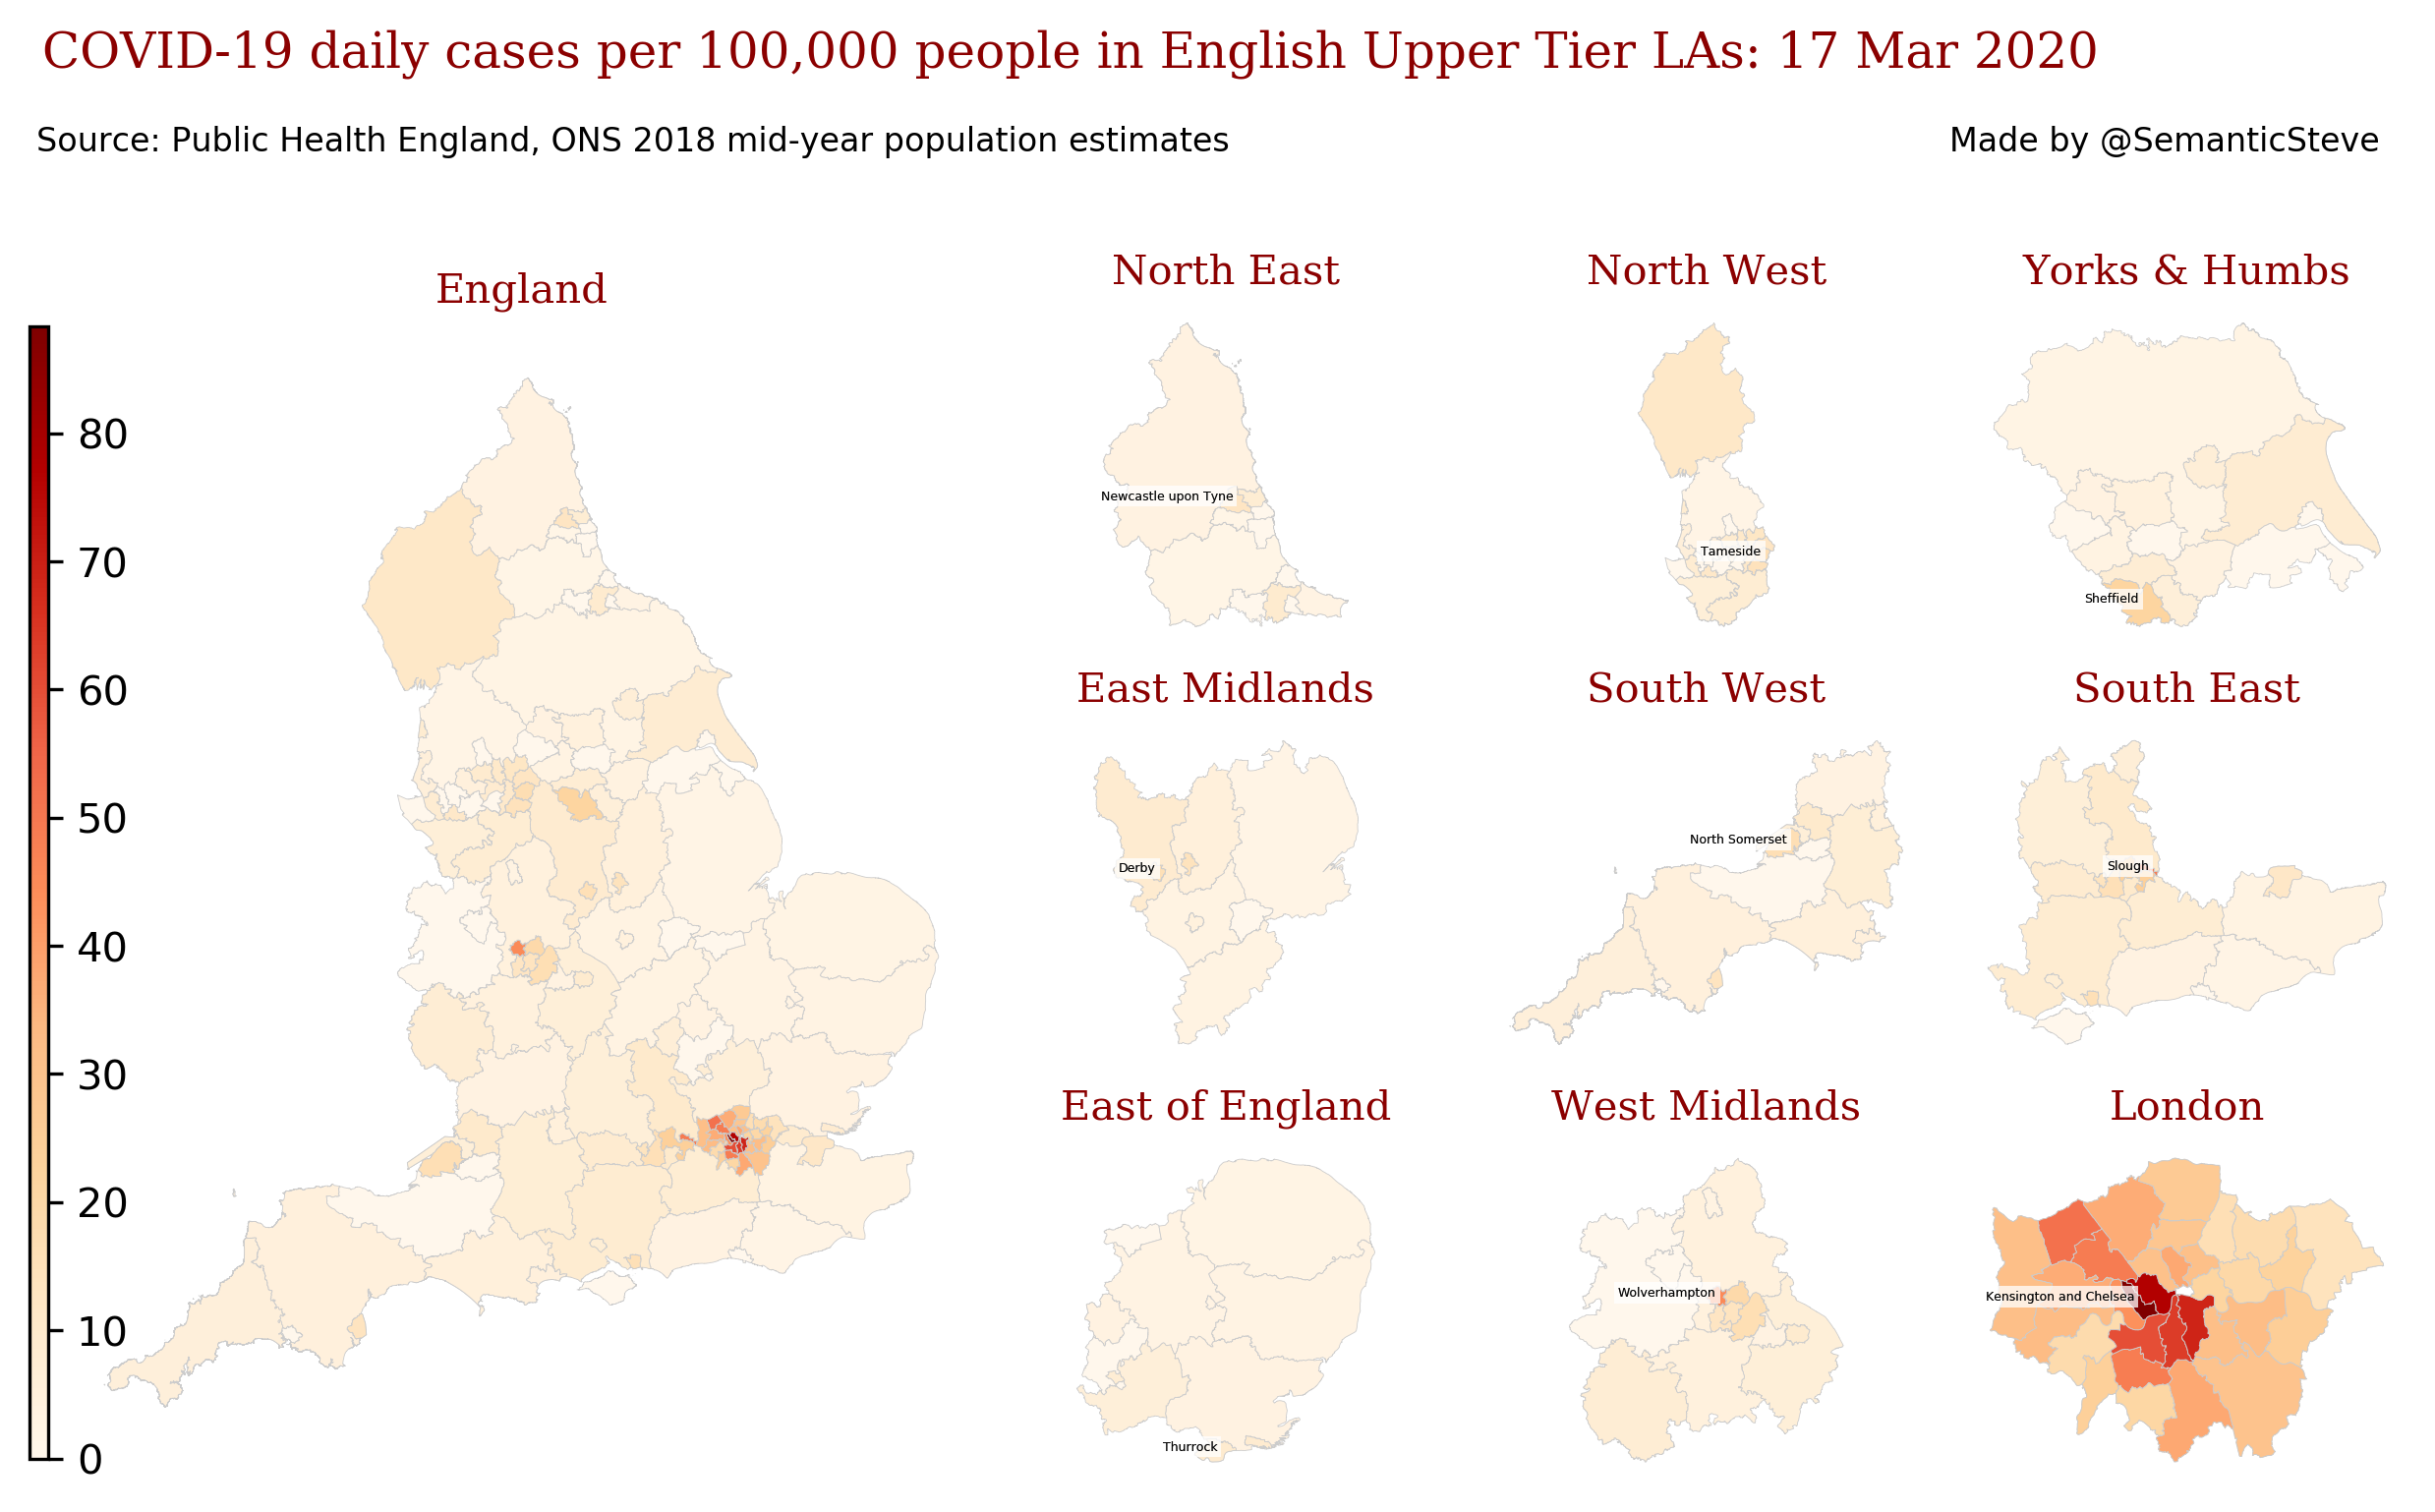 COVID-19 daily cases per 100,000 people in English Upper Tier LAs: 17 Mar 2020
Source: Public Health England, ONS 2018 mid-year population estimates
Made by @SemanticSteve
England
80
70
60
50
40
30
20
10
0
North East
Newcastle upon Tyne
North West
Tameside
Yorks & Humbs
Sheffield
East Midlands
Derby
South West
North Somerset
South East
Slough
East of England
Thurrock
West Midlands
Wolverhampton
London
Kensington and Chelsea